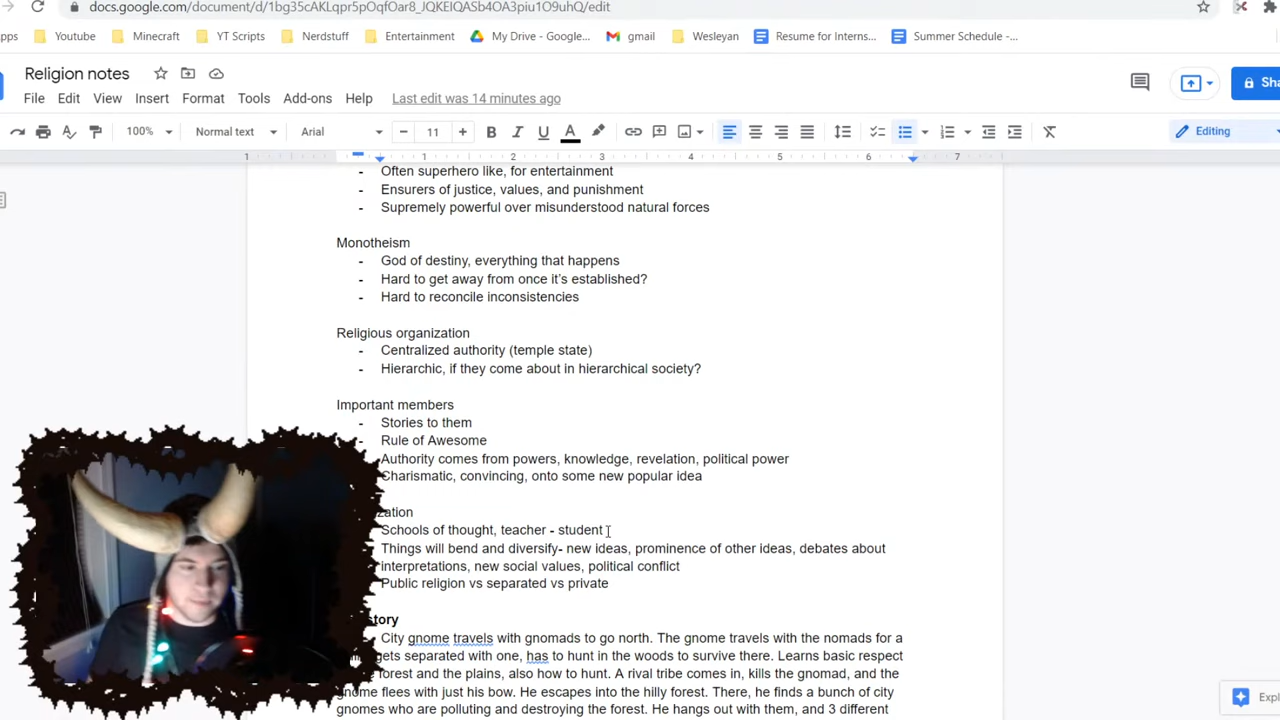 docs.google.com/document/d/1bg35cAKLqpr5pOqfOar8_JQKEIQASb4OA3piu1O9uhQ/edit
pps Youtube Minecraft YT Scripts Nerdstuff Entertainment My Drive - Google... gmail Wesleyan Resume for Interns... Summer Schedule -...
Religion notes
Sha
File Edit View Insert Format Tools Add-ons Help Last edit was 14 minutes ago
100% Normal text Arial 11 Editing
1 1 2 3 4 5 6 7
- Often superhero like, for entertainment
- Ensurers of justice, values, and punishment
- Supremely powerful over misunderstood natural forces
Monotheism
- God of destiny, everything that happens
- Hard to get away from once it's established?
- Hard to reconcile inconsistencies
Religious organization
- Centralized authority (temple state)
- Hierarchic, if they come about in hierarchical society?
Important members
- Stories to them
- Rule of Awesome
Authority comes from powers, knowledge, revelation, political power
Charismatic, convincing, onto some new popular idea
zation
Schools of thought, teacher - student
Things will bend and diversify- new ideas, prominence of other ideas, debates about
interpretations, new social values, political conflict
Public religion vs separated vs private
tory
City gnome travels with gnomads to go north. The gnome travels with the nomads for a
gets separated with one, has to hunt in the woods to survive there. Learns basic respect
forest and the plains, also how to hunt. A rival tribe comes in, kills the gnomad, and the
gnome flees with just his bow. He escapes into the hilly forest. There, he finds a bunch of city
gnomes who are polluting and destroying the forest. He hangs out with them, and 3 different
Expl